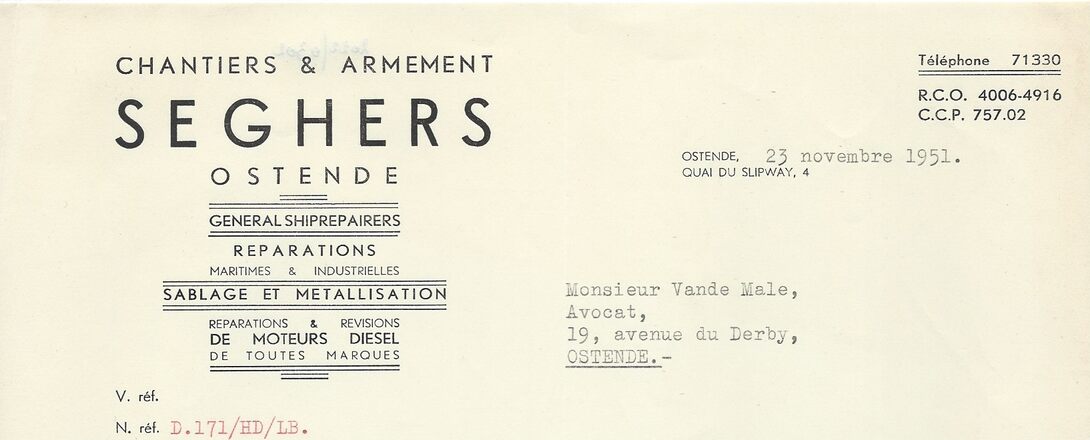 CHANTIERS & ARMEMENT
SEGHERS
OSTENDE
GENERAL SHIPREPAIRERS
REPARATIONS
MARITIMES & INDUSTRIELLES
SABLAGE ET METALLISATION
REPARATIONS & REVISIONS
DE MOTEURS DIESEL
DE TOUTES MARQUES
Téléphone 71330
R.C.O. 4006-4916
C.C.P. 757.02
OSTENDE, 23 novembre 1951.
QUAI DU SLIPWAY, 4
Monsieur Vande Male,
Avocat,
19, avenue du Derby,
OSTENDE.-
V. réf.
N. réf. D.171/HD/LB.